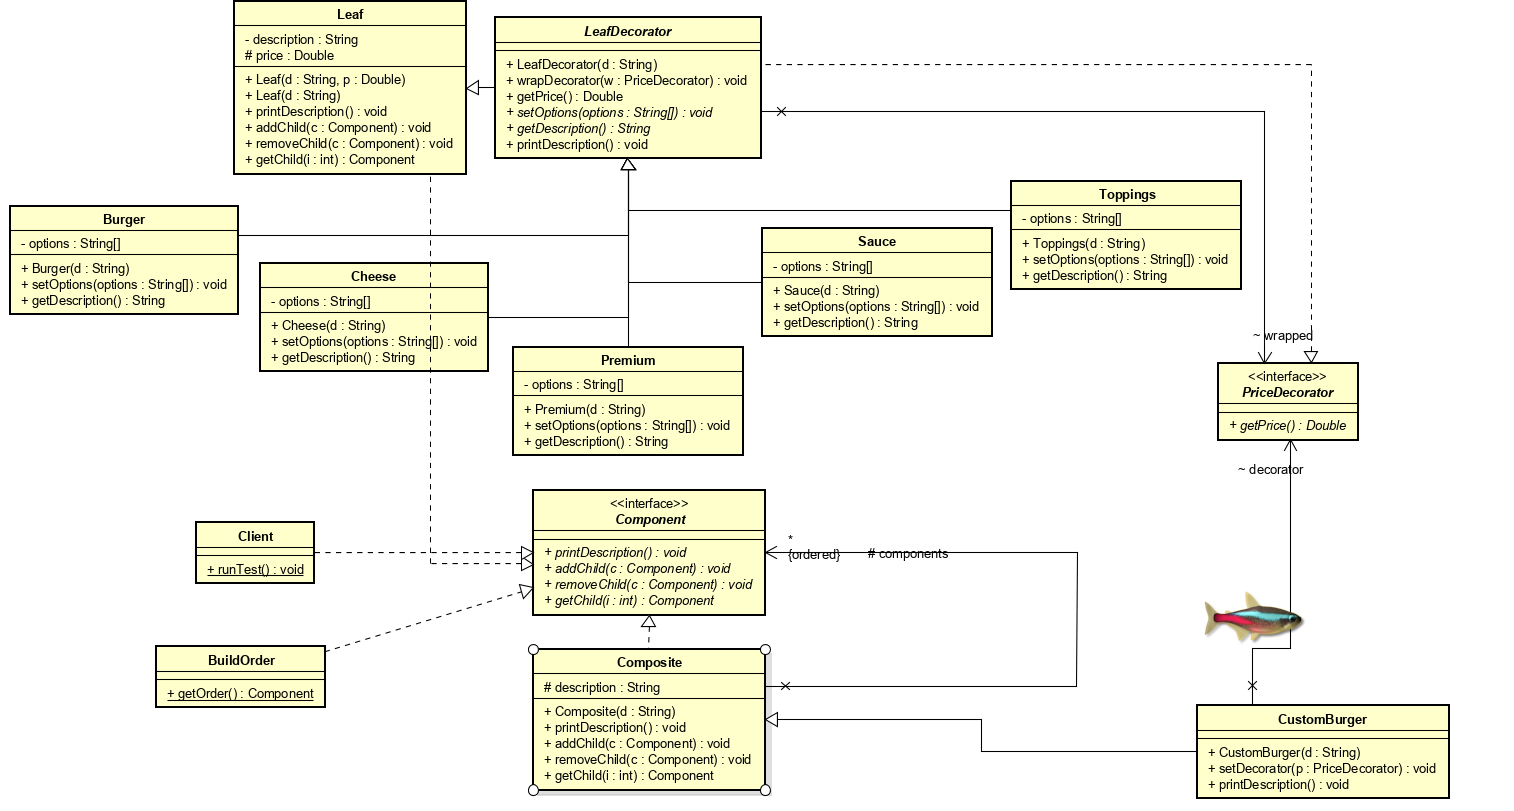 Leaf
- description : String
# price : Double
+ Leaf(d : String, p : Double)
+ Leaf(d : String)
+ printDescription() : void
+ addChild(c : Component) : void
+ removeChild(c : Component) : void
+ getChild(i : int) : Component
LeafDecorator
+ LeafDecorator(d : String)
+ wrapDecorator(w : PriceDecorator) : void
+ getPrice() : Double
+ setOptions(options : String[]) : void
+ getDescription() : String
+ printDescription() : void
Burger
- options : String[]
+ Burger(d : String)
+ setOptions(options : String[]) : void
+ getDescription() : String
Cheese
- options : String[]
+ Cheese(d : String)
+ setOptions(options : String[]) : void
+ getDescription() : String
Premium
- options : String[]
+ Premium(d : String)
+ setOptions(options : String[]) : void
+ getDescription() : String
Sauce
- options : String[]
+ Sauce(d : String)
+ setOptions(options : String[]) : void
+ getDescription() : String
Toppings
- options : String[]
+ Toppings(d : String)
+ setOptions(options : String[]) : void
+ getDescription() : String
~ wrapped
<<interface>>
PriceDecorator
+ getPrice() : Double
~ decorator
Client
+ runTest() : void
BuildOrder
+ getOrder() : Component
<<interface>>
Component
+ printDescription() : void
+ addChild(c : Component) : void
+ removeChild(c : Component) : void
+ getChild(i : int) : Component
*
{ordered}
# components
Composite
# description : String
+ Composite(d : String)
+ printDescription() : void
+ addChild(c : Component) : void
+ removeChild(c : Component) : void
+ getChild(i : int) : Component
CustomBurger
+ CustomBurger(d : String)
+ setDecorator(p : PriceDecorator) : void
+ printDescription() : void